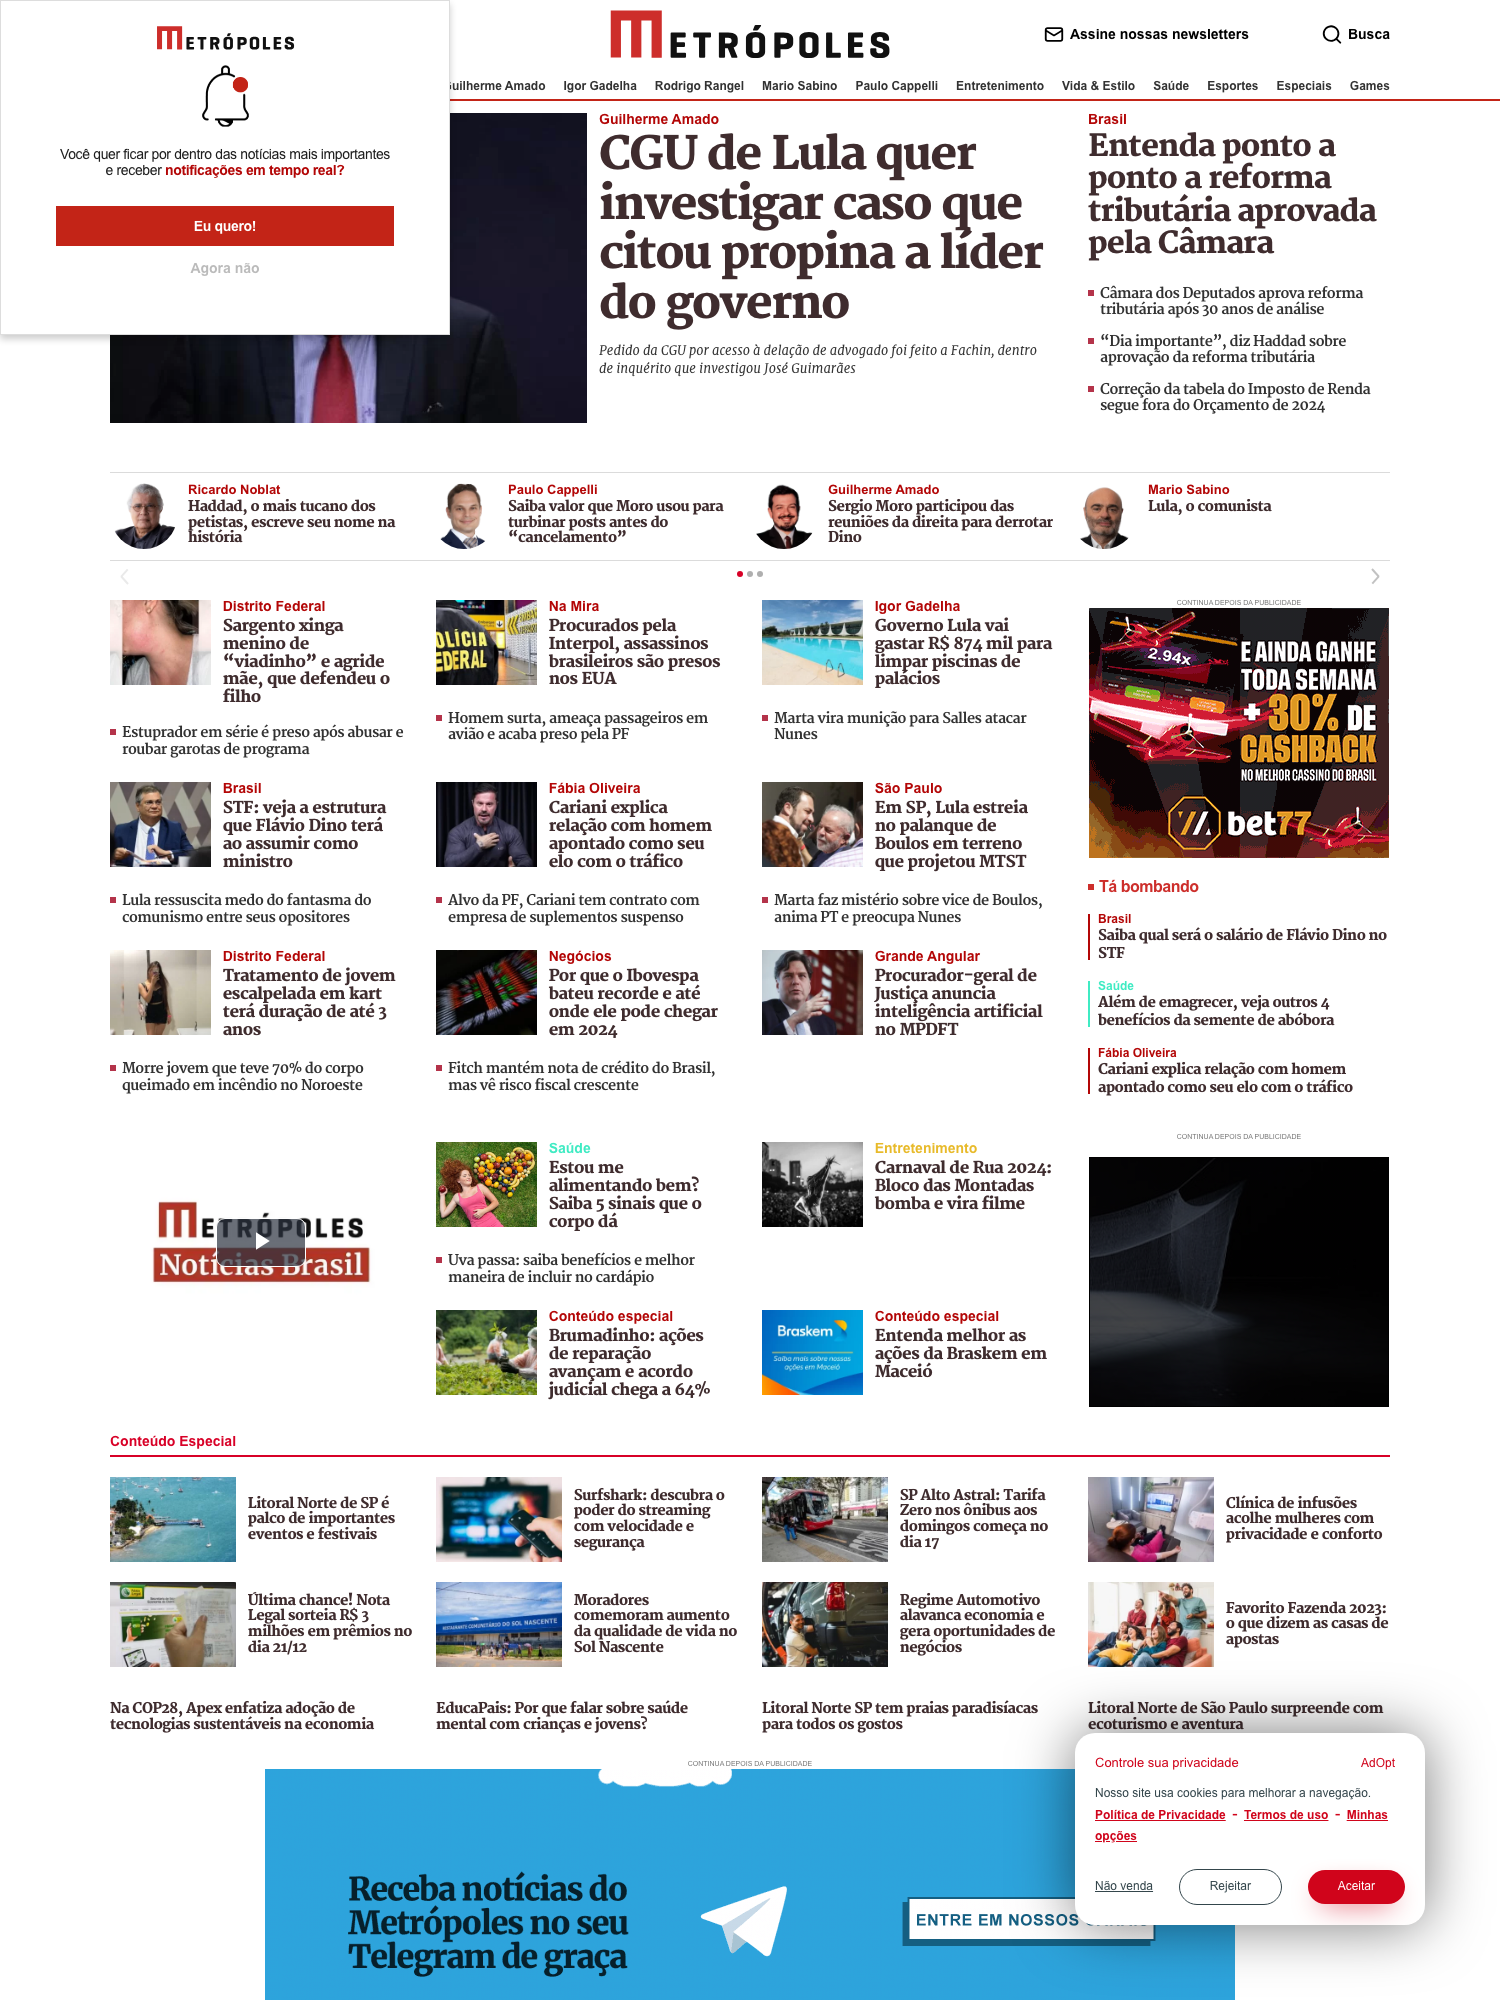 METRÓPOLES
Você quer ficar por dentro das notícias mais importantes
e receber notificações em tempo real?
Eu quero!
Agora não
METRÓPOLES
Assine nossas newsletters
Busca
Guilherme Amado
Igor Gadelha
Rodrigo Rangel
Mario Sabino
Paulo Cappelli
Entretenimento
Vida & Estilo
Saúde
Esportes
Especiais
Games
Guilherme Amado
CGU de Lula quer
investigar caso que
citou propina a líder
do governo
Pedido da CGU por acesso à delação de advogado foi feito a Fachin, dentro
de inquérito que investigou José Guimarães
Brasil
Entenda ponto a
ponto a reforma
tributária aprovada
pela Câmara
Câmara dos Deputados aprova reforma
tributária após 30 anos de análise
“Dia importante”, diz Haddad sobre
aprovação da reforma tributária
Correção da tabela do Imposto de Renda
segue fora do Orçamento de 2024
Ricardo Noblat
Haddad, o mais tucano dos
petistas, escreve seu nome na
história
Paulo Cappelli
Saiba valor que Moro usou para
turbinar posts antes do
“cancelamento”
Guilherme Amado
Sergio Moro participou das
reuniões da direita para derrotar
Dino
Mario Sabino
Lula, o comunista
Distrito Federal
Sargento xinga
menino de
“viadinho” e agride
mãe, que defendeu o
filho
Estuprador em série é preso após abusar e
roubar garotas de programa
POLÍCIA
FEDERAL
Na Mira
Procurados pela
Interpol, assassinos
brasileiros são presos
nos EUA
Homem surta, ameaça passageiros em
avião e acaba preso pela PF
Igor Gadelha
Governo Lula vai
gastar R$ 874 mil para
limpar piscinas de
palácios
Marta vira munição para Salles atacar
Nunes
CONTINUA DEPOIS DA PUBLICIDADE
2.94x
E AINDA GANHE
TODA SEMANA
+ 30% DE
CASHBACK
NO MELHOR CASSINO DO BRASIL
bet77
Brasil
STF: veja a estrutura
que Flávio Dino terá
ao assumir como
ministro
Lula ressuscita medo do fantasma do
comunismo entre seus opositores
Fábia Oliveira
Cariani explica
relação com homem
apontado como seu
elo com o tráfico
Alvo da PF, Cariani tem contrato com
empresa de suplementos suspenso
São Paulo
Em SP, Lula estreia
no palanque de
Boulos em terreno
que projetou MTST
Marta faz mistério sobre vice de Boulos,
anima PT e preocupa Nunes
Tá bombando
Brasil
Saiba qual será o salário de Flávio Dino no
STF
Saúde
Além de emagrecer, veja outros 4
benefícios da semente de abóbora
Fábia Oliveira
Cariani explica relação com homem
apontado como seu elo com o tráfico
Distrito Federal
Tratamento de jovem
escalpelada em kart
terá duração de até 3
anos
Morre jovem que teve 70% do corpo
queimado em incêndio no Noroeste
Negócios
Por que o Ibovespa
bateu recorde e até
onde ele pode chegar
em 2024
Fitch mantém nota de crédito do Brasil,
mas vê risco fiscal crescente
Grande Angular
Procurador-geral de
Justiça anuncia
inteligência artificial
no MPDFT
CONTINUA DEPOIS DA PUBLICIDADE
METRÓPOLES
Notícias Brasil
Saúde
Estou me
alimentando bem?
Saiba 5 sinais que o
corpo dá
Uva passa: saiba benefícios e melhor
maneira de incluir no cardápio
Entretenimento
Carnaval de Rua 2024:
Bloco das Montadas
bomba e vira filme
Conteúdo especial
Brumadinho: ações
de reparação
avançam e acordo
judicial chega a 64%
Braskem
Saiba mais sobre nossas
ações em Maceió
Conteúdo especial
Entenda melhor as
ações da Braskem em
Maceió
Conteúdo Especial
Litoral Norte de SP é
palco de importantes
eventos e festivais
Surfshark: descubra o
poder do streaming
com velocidade e
segurança
SP Alto Astral: Tarifa
Zero nos ônibus aos
domingos começa no
dia 17
Clínica de infusões
acolhe mulheres com
privacidade e conforto
Última chance! Nota
Legal sorteia R$ 3
milhões em prêmios no
dia 21/12
RESTAURANTE COMUNITÁRIO DO SOL NASCENTE
Moradores
comemoram aumento
da qualidade de vida no
Sol Nascente
Regime Automotivo
alavanca economia e
gera oportunidades de
negócios
Favorito Fazenda 2023:
o que dizem as casas de
apostas
Na COP28, Apex enfatiza adoção de
tecnologias sustentáveis na economia
EducaPais: Por que falar sobre saúde
mental com crianças e jovens?
Litoral Norte SP tem praias paradisíacas
para todos os gostos
Litoral Norte de São Paulo surpreende com
ecoturismo e aventura
CONTINUA DEPOIS DA PUBLICIDADE
Receba notícias do
Metrópoles no seu
Telegram de graça
ENTRE EM NOSSOS
Controle sua privacidade
AdOpt
Nosso site usa cookies para melhorar a navegação.
Política de Privacidade - Termos de uso - Minhas
opções
Não venda
Rejeitar
Aceitar